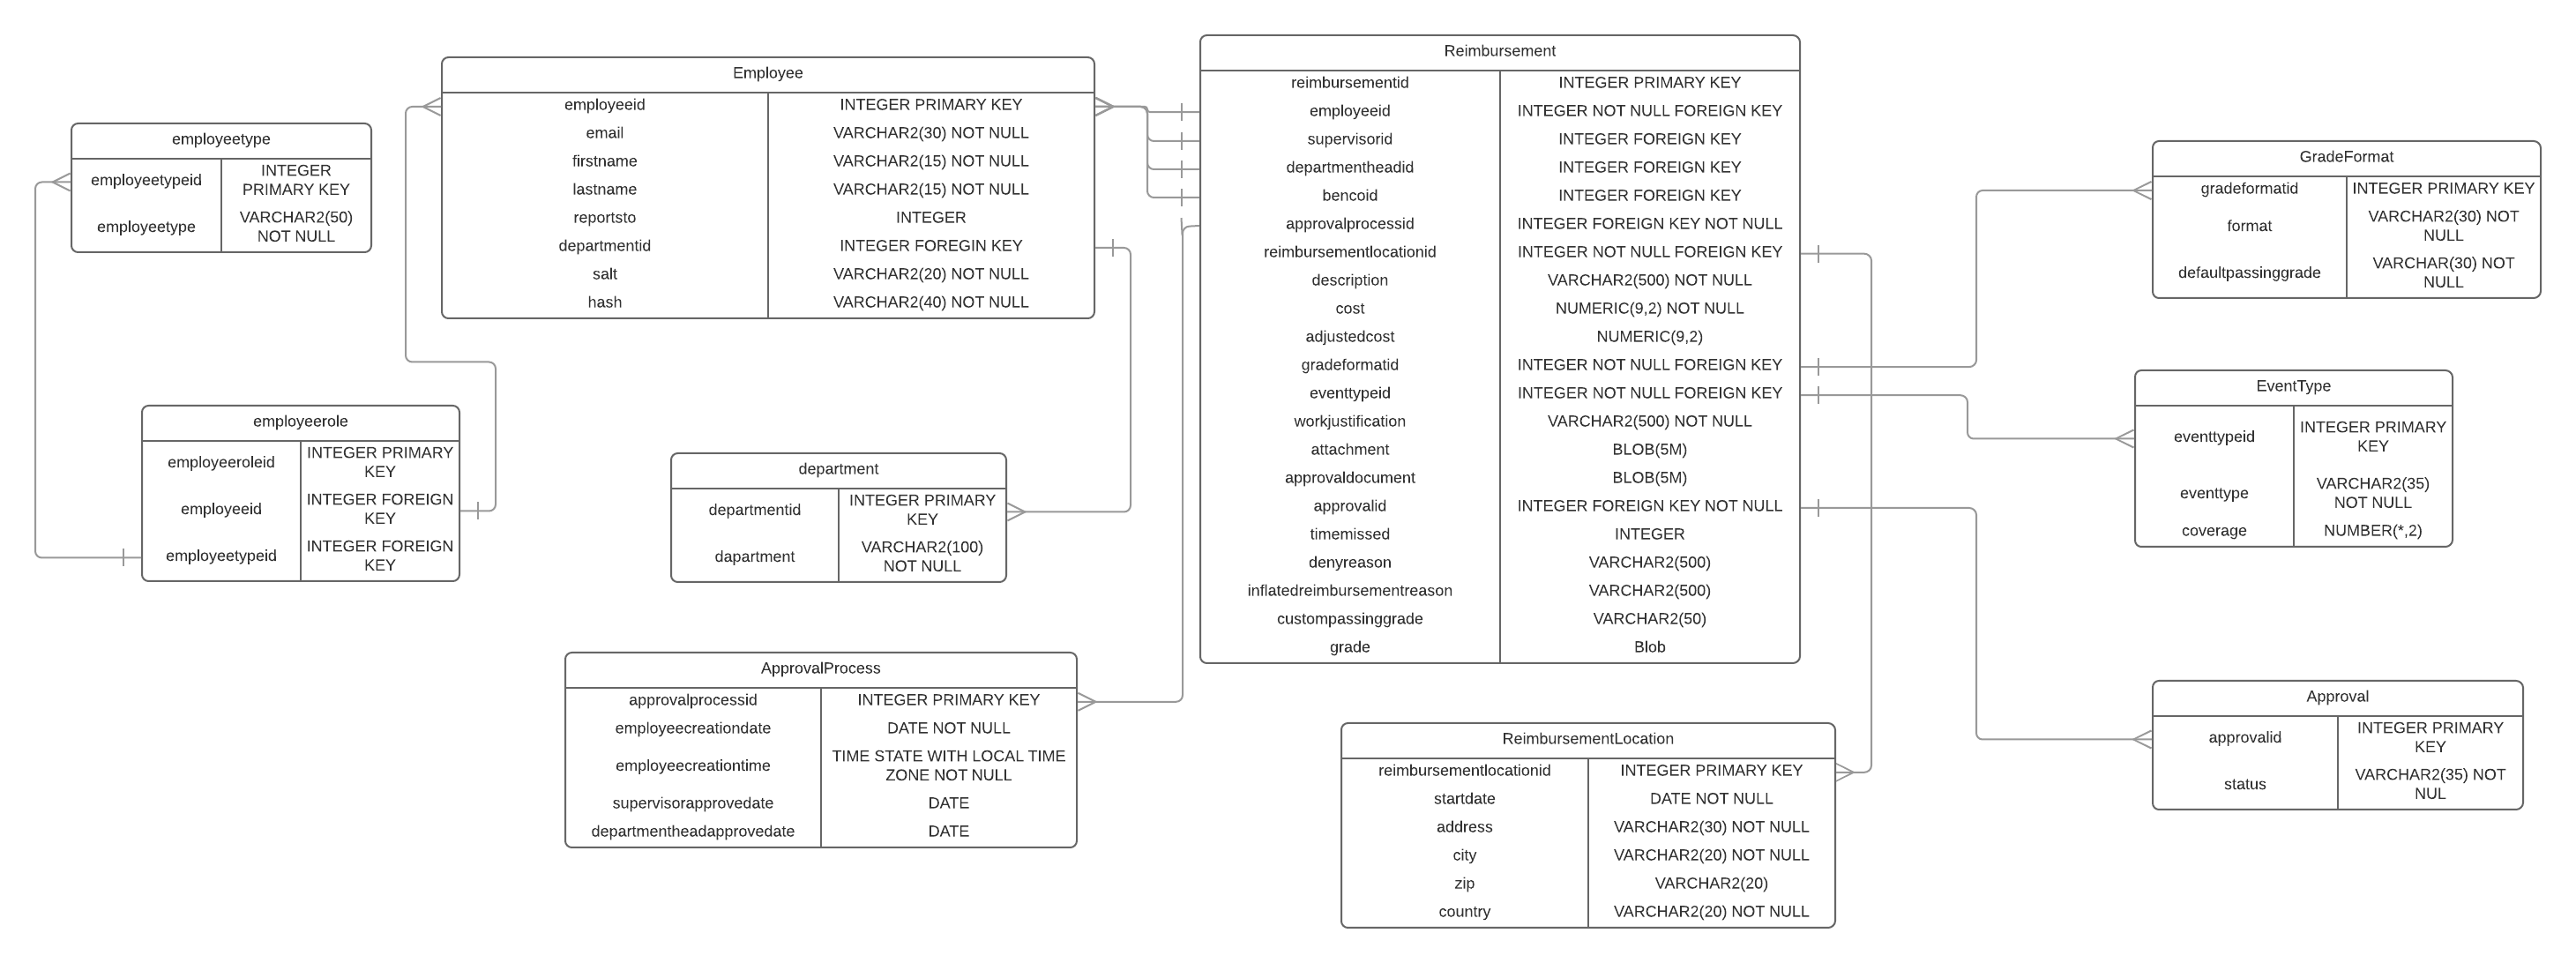 employeetype
employeetypeid
INTEGER
PRIMARY KEY
employeetype
VARCHAR2(50)
NOT NULL
Employee
employeeid INTEGER PRIMARY KEY
email VARCHAR2(30) NOT NULL
firstname VARCHAR2(15) NOT NULL
lastname VARCHAR2(15) NOT NULL
reportsto INTEGER
departmentid INTEGER FOREGIN KEY
salt VARCHAR2(20) NOT NULL
hash VARCHAR2(40) NOT NULL
employeerole
employeeroleid
INTEGER PRIMARY
KEY
employeeid
INTEGER FOREIGN
KEY
employeetypeid
INTEGER FOREIGN
KEY
department
departmentid
INTEGER PRIMARY
KEY
dapartment
VARCHAR2(100)
NOT NULL
ApprovalProcess
approvalprocessid INTEGER PRIMARY KEY
employeecreationdate DATE NOT NULL
employeecreationtime
TIME STATE WITH LOCAL TIME
ZONE NOT NULL
supervisorapprovedate DATE
departmentheadapprovedate DATE
Reimbursement
reimbursementid INTEGER PRIMARY KEY
employeeid INTEGER NOT NULL FOREIGN KEY
supervisorid INTEGER FOREIGN KEY
departmentheadid INTEGER FOREIGN KEY
bencoid INTEGER FOREIGN KEY
approvalprocessid INTEGER FOREIGN KEY NOT NULL
reimbursementlocationid INTEGER NOT NULL FOREIGN KEY
description VARCHAR2(500) NOT NULL
cost NUMERIC(9,2) NOT NULL
adjustedcost NUMERIC(9,2)
gradeformatid INTEGER NOT NULL FOREIGN KEY
eventtypeid INTEGER NOT NULL FOREIGN KEY
workjustification VARCHAR2(500) NOT NULL
attachment BLOB(5M)
approvaldocument BLOB(5M)
approvalid INTEGER FOREIGN KEY NOT NULL
timemissed INTEGER
denyreason VARCHAR2(500)
inflatedreimbursementreason VARCHAR2(500)
custompassinggrade VARCHAR2(50)
grade Blob
ReimbursementLocation
reimbursementlocationid INTEGER PRIMARY KEY
startdate DATE NOT NULL
address VARCHAR2(30) NOT NULL
city VARCHAR2(20) NOT NULL
zip VARCHAR2(20)
country VARCHAR2(20) NOT NULL
GradeFormat
gradeformatid INTEGER PRIMARY KEY
format
VARCHAR2(30) NOT
NULL
defaultpassinggrade
VARCHAR(30) NOT
NULL
EventType
eventtypeid
INTEGER PRIMARY
KEY
eventtype
VARCHAR2(35)
NOT NULL
coverage NUMBER(*,2)
Approval
approvalid
INTEGER PRIMARY
KEY
status
VARCHAR2(35) NOT
NUL